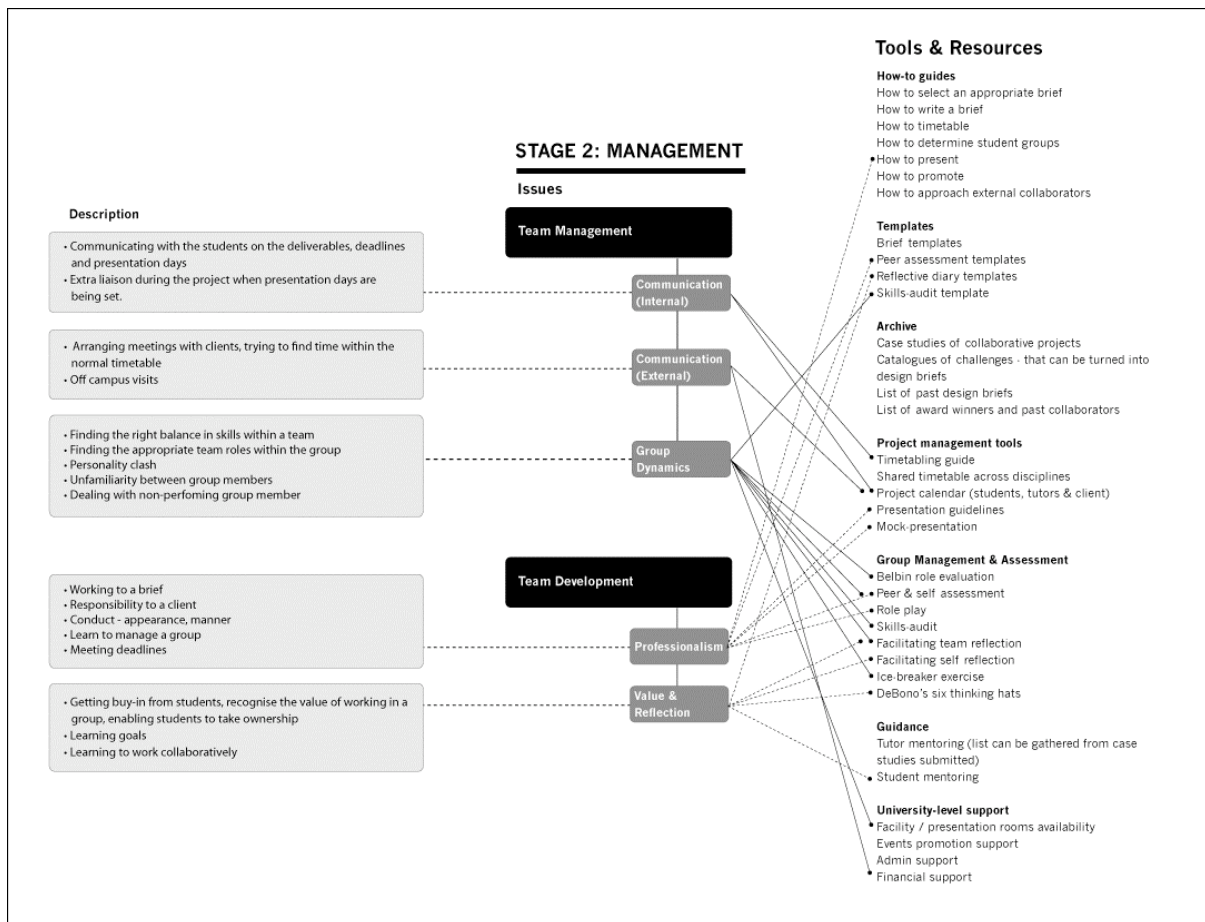 STAGE 2: MANAGEMENT
Issues
Description
• Communicating with the students on the deliverables, deadlines
and presentation days
• Extra liaison during the project when presentation days are
being set.
• Arranging meetings with clients, trying to find time within the
normal timetable
• Off campus visits
• Finding the right balance in skills within a team
• Finding the appropriate team roles within the group
• Personality clash
• Unfamiliarity between group members
• Dealing with non-perfoming group member
• Working to a brief
• Responsibility to a client
• Conduct - appearance, manner
• Learn to manage a group
• Meeting deadlines
• Getting buy-in from students, recognise the value of working in a
group, enabling students to take ownership
• Learning goals
• Learning to work collaboratively
Team Management
Communication
(Internal)
Communication
(External)
Group
Dynamics
Team Development
Professionalism
Value &
Reflection
Tools & Resources
How-to guides
How to select an appropriate brief
How to write a brief
How to timetable
How to determine student groups
How to present
How to promote
How to approach external collaborators
Templates
Brief templates
Peer assessment templates
Reflective diary templates
Skills-audit template
Archive
Case studies of collaborative projects
Catalogues of challenges - that can be turned into
design briefs
List of past design briefs
List of award winners and past collaborators
Project management tools
Timetabling guide
Shared timetable across disciplines
Project calendar (students, tutors & client)
Presentation guidelines
Mock-presentation
Group Management & Assessment
Belbin role evaluation
Peer & self assessment
Role play
Skills-audit
Facilitating team reflection
Facilitating self reflection
Ice-breaker exercise
DeBono's six thinking hats
Guidance
Tutor mentoring (list can be gathered from case
studies submitted)
Student mentoring
University-level support
Facility / presentation rooms availability
Events promotion support
Admin support
Financial support